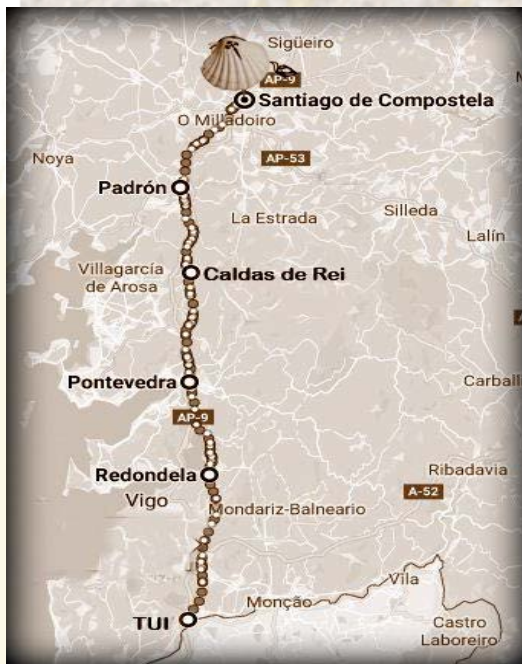 Sigüeiro
AP-9
Santiago de Compostela
O Milladoiro
AP-53
Noya
Padrón
La Estrada
Silleda
Lalín
Villagarcía
de Arosa
Caldas de Rei
Pontevedra
Carball
AP-9
Redondela
Ribadavia
Vigo
A-52
Mondariz-Balneario
Vila
Monção
TUI
Castro
Laboreiro